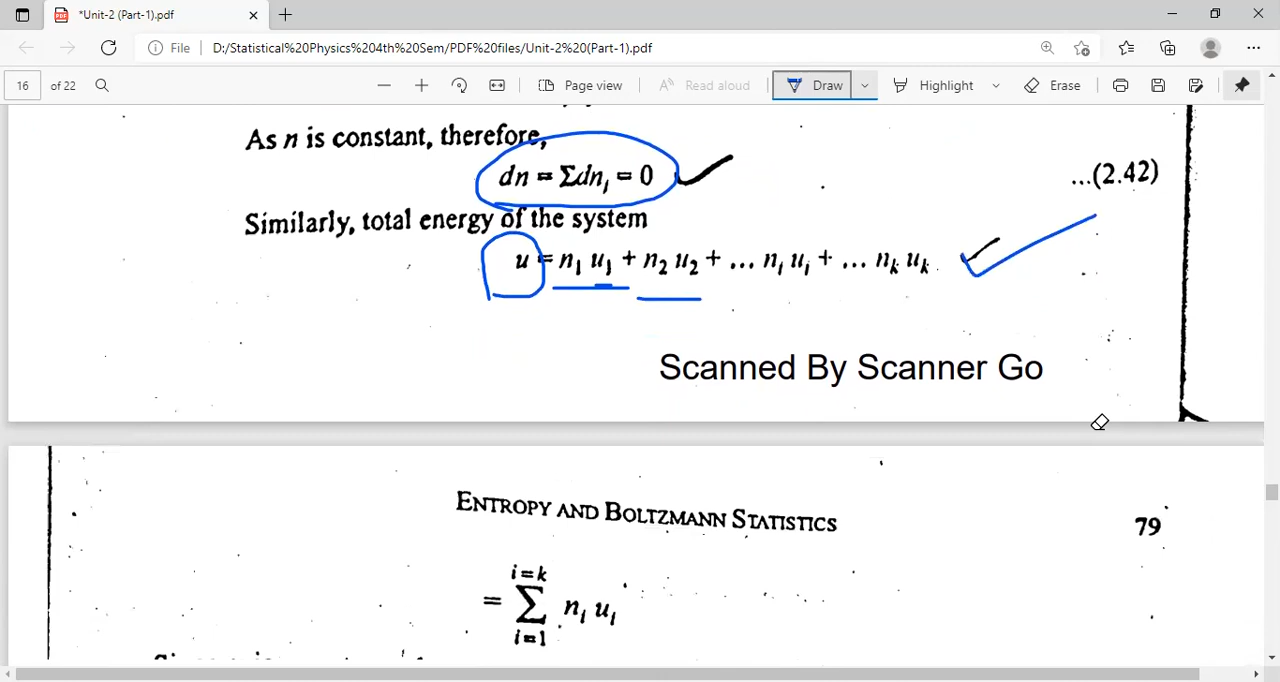 *Unit-2 (Part-1).pdf
File D:/Statistical%20Physics%204th%20Sem/PDF%20files/Unit-2%20(Part-1).pdf
16 of 22 Page view Read aloud Draw Highlight Erase
As n is constant, therefore,
dn = Σdnᵢ = 0 ...(2.42)
Similarly, total energy of the system
u = n₁ u₁ + n₂ u₂ + ... nᵢ uᵢ + ... nₖ uₖ
Scanned By Scanner Go
ENTROPY AND BOLTZMANN STATISTICS 79
i=k
= Σ nᵢ uᵢ
i=1